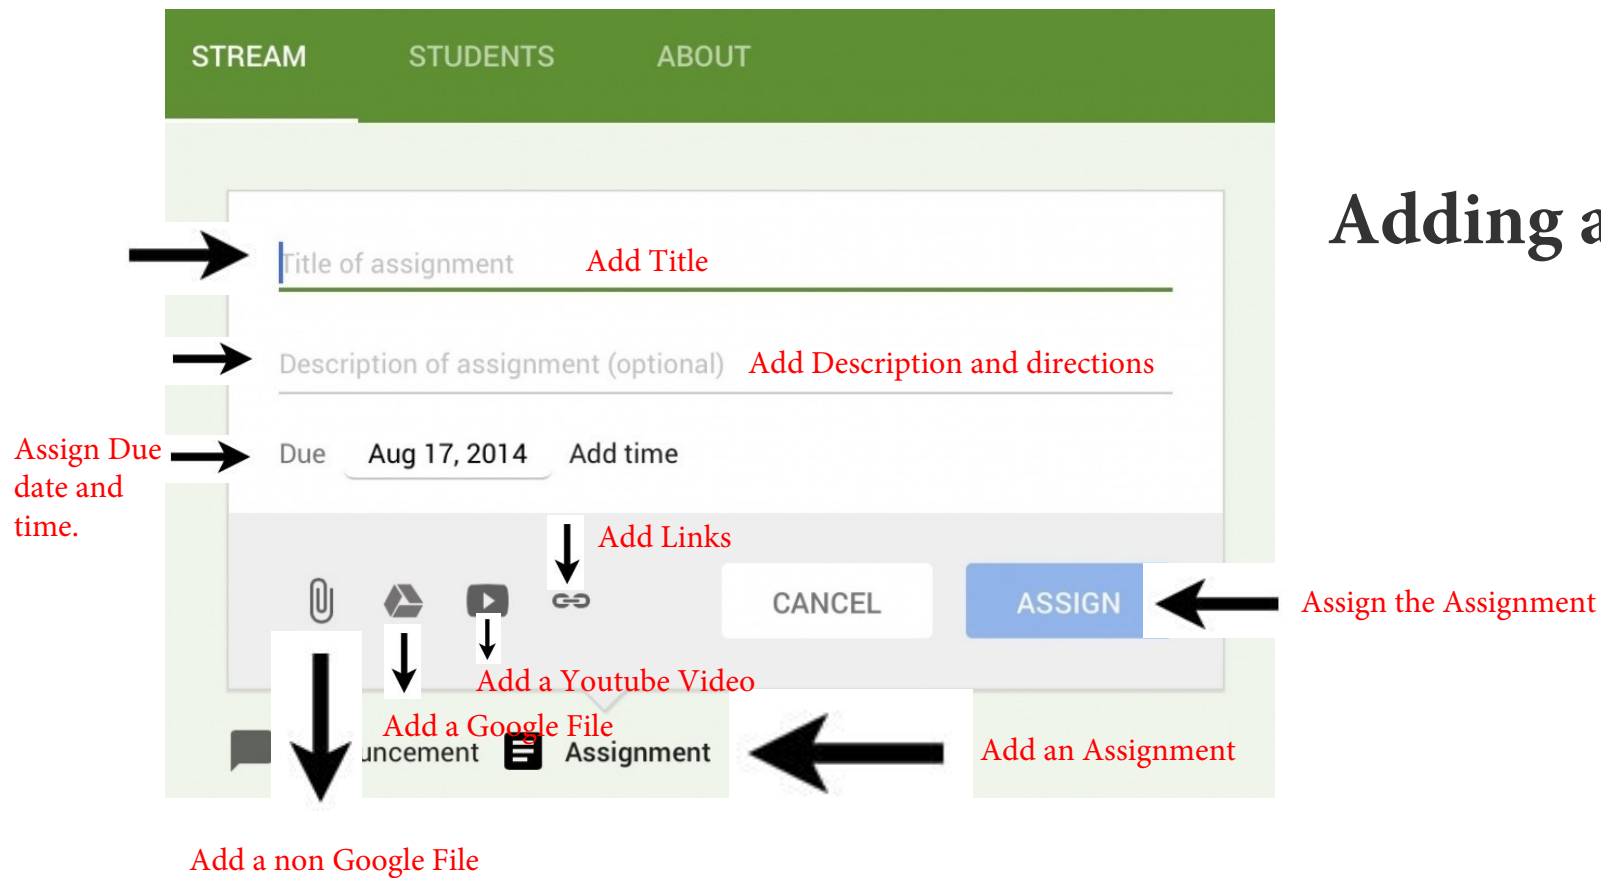 STREAM STUDENTS ABOUT
Adding a
Title of assignment Add Title
Description of assignment (optional) Add Description and directions
Assign Due
date and
time.
Due Aug 17, 2014 Add time
Add Links
CANCEL ASSIGN Assign the Assignment
Add a Youtube Video
Add a Google File
uncement Assignment Add an Assignment
Add a non Google File